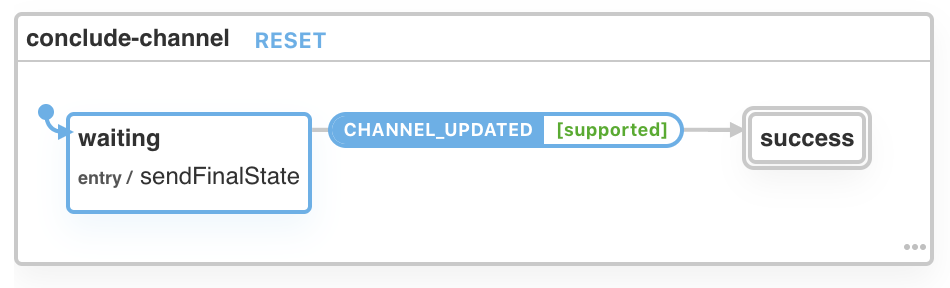 conclude-channel RESET
waiting
entry / sendFinalState
CHANNEL_UPDATED [supported]
success